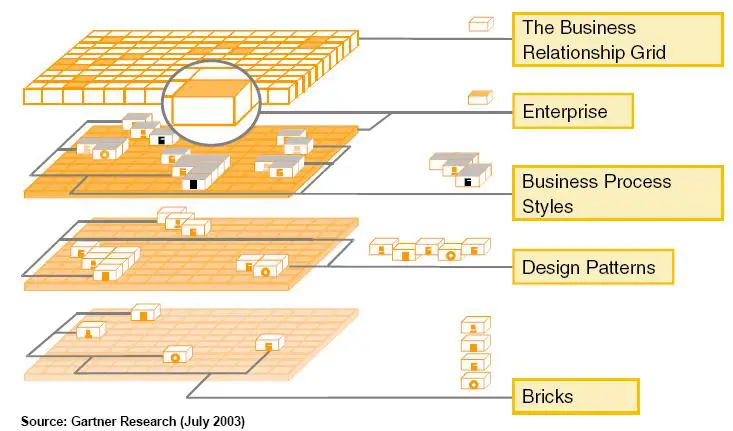 The Business
Relationship Grid
Enterprise
Business Process
Styles
Design Patterns
Bricks
Source: Gartner Research (July 2003)